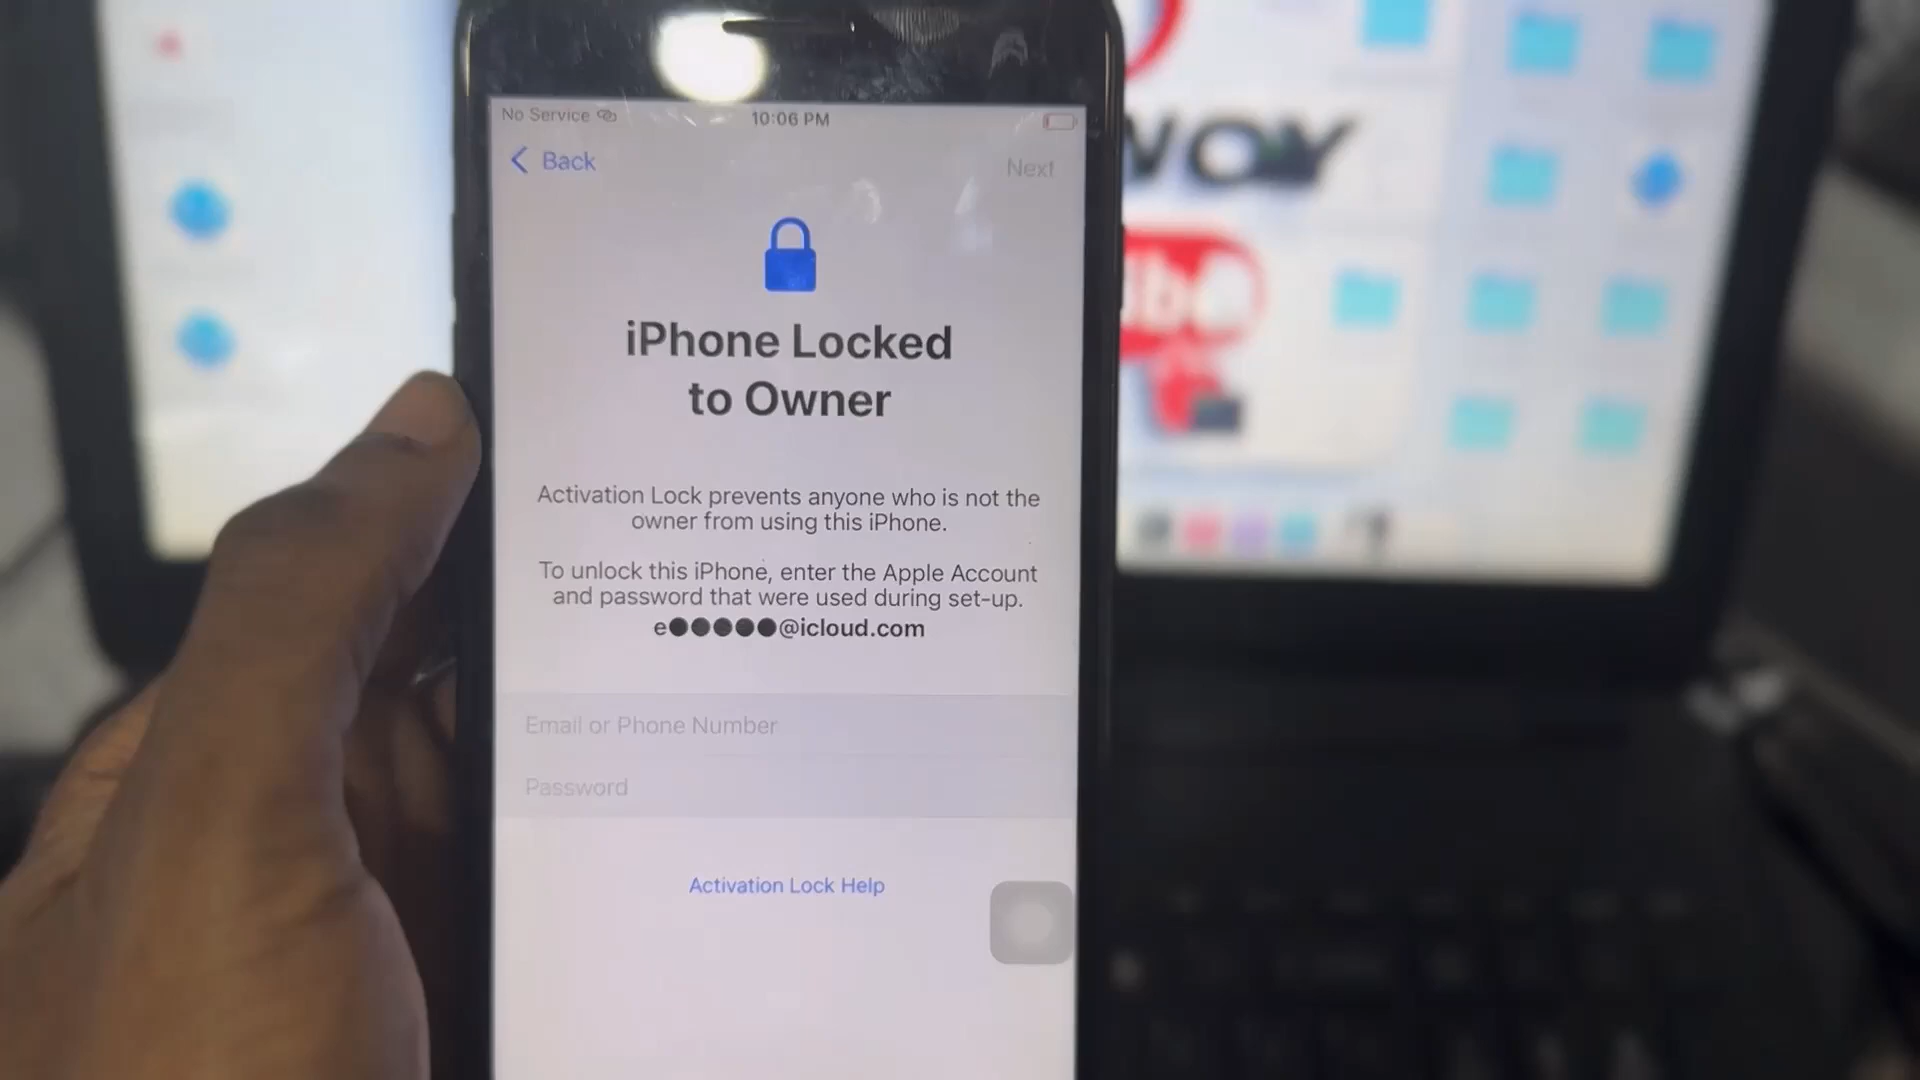 No Service
10:06 PM
Back
Next
iPhone Locked
to Owner
Activation Lock prevents anyone who is not the
owner from using this iPhone.
To unlock this iPhone, enter the Apple Account
and password that were used during set-up.
e●●●●●@icloud.com
Email or Phone Number
Password
Activation Lock Help